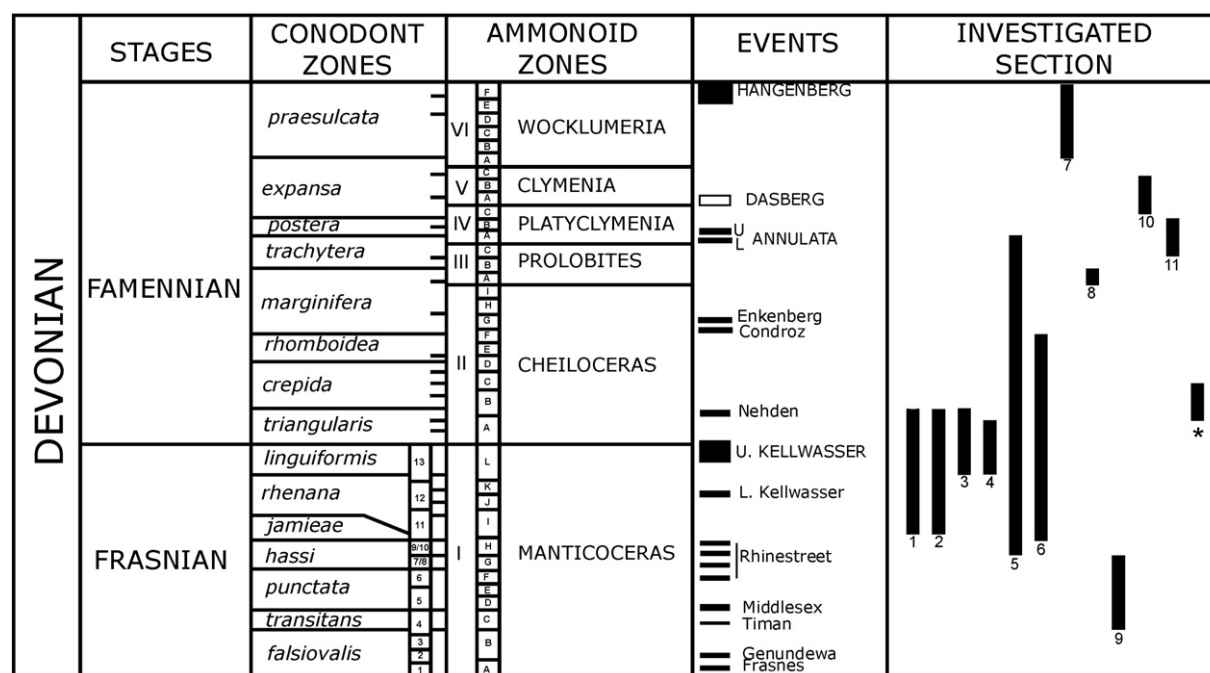 DEVONIAN
STAGES
CONODONT
ZONES
AMMONOID
ZONES
EVENTS
INVESTIGATED
SECTION
FAMENNIAN
FRASNIAN
praesulcata
expansa
postera
trachytera
marginifera
rhomboidea
crepida
triangularis
linguiformis
rhenana
jamieae
hassi
punctata
transitans
falsiovalis
13
12
11
9/10
7/8
6
5
4
3
2
1
VI
V
IV
III
II
I
F
E
D
C
B
A
C
B
A
C
B
A
C
B
A
I
H
G
F
E
D
C
B
A
L
K
J
I
H
G
F
E
D
C
B
A
WOCKLUMERIA
CLYMENIA
PLATYCLYMENIA
PROLOBITES
CHEILOCERAS
MANTICOCERAS
HANGENBERG
DASBERG
U
L ANNULATA
Enkenberg
Condroz
Nehden
U. KELLWASSER
L. Kellwasser
Rhinestreet
Middlesex
Timan
Genundewa
Frasnes
7
10
11
8
*
3
4
1
2
5
6
9